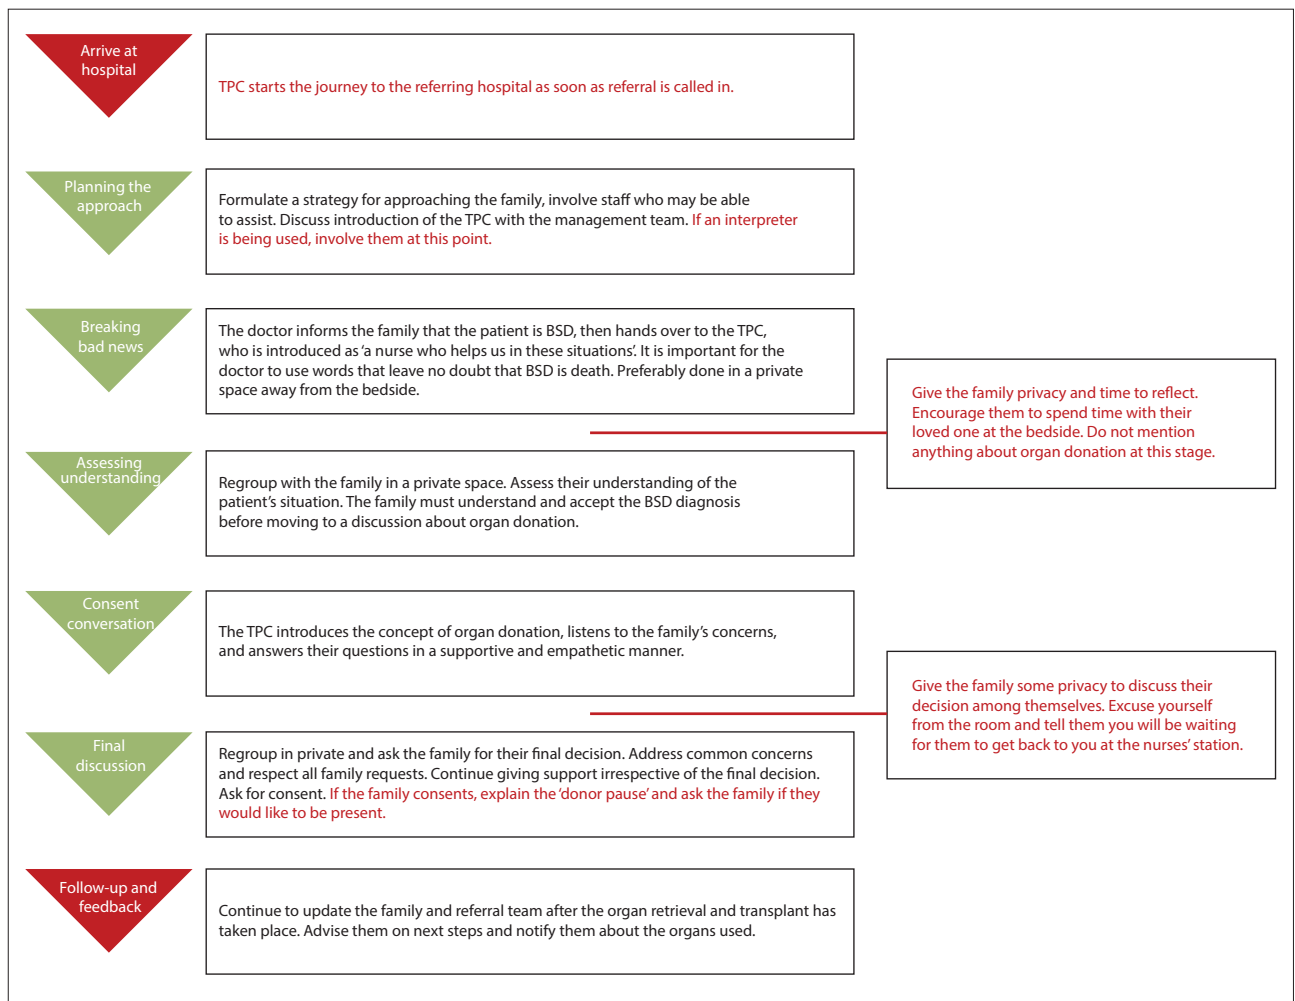 Arrive at
hospital
TPC starts the journey to the referring hospital as soon as referral is called in.
Planning the
approach
Formulate a strategy for approaching the family, involve staff who may be able
to assist. Discuss introduction of the TPC with the management team. If an interpreter
is being used, involve them at this point.
Breaking
bad news
The doctor informs the family that the patient is BSD, then hands over to the TPC,
who is introduced as ‘a nurse who helps us in these situations’. It is important for the
doctor to use words that leave no doubt that BSD is death. Preferably done in a private
space away from the bedside.
Give the family privacy and time to reflect.
Encourage them to spend time with their
loved one at the bedside. Do not mention
anything about organ donation at this stage.
Assessing
understanding
Regroup with the family in a private space. Assess their understanding of the
patient’s situation. The family must understand and accept the BSD diagnosis
before moving to a discussion about organ donation.
Consent
conversation
The TPC introduces the concept of organ donation, listens to the family’s concerns,
and answers their questions in a supportive and empathetic manner.
Give the family some privacy to discuss their
decision among themselves. Excuse yourself
from the room and tell them you will be waiting
for them to get back to you at the nurses’ station.
Final
discussion
Regroup in private and ask the family for their final decision. Address common concerns
and respect all family requests. Continue giving support irrespective of the final decision.
Ask for consent. If the family consents, explain the ‘donor pause’ and ask the family if they
would like to be present.
Follow-up and
feedback
Continue to update the family and referral team after the organ retrieval and transplant has
taken place. Advise them on next steps and notify them about the organs used.